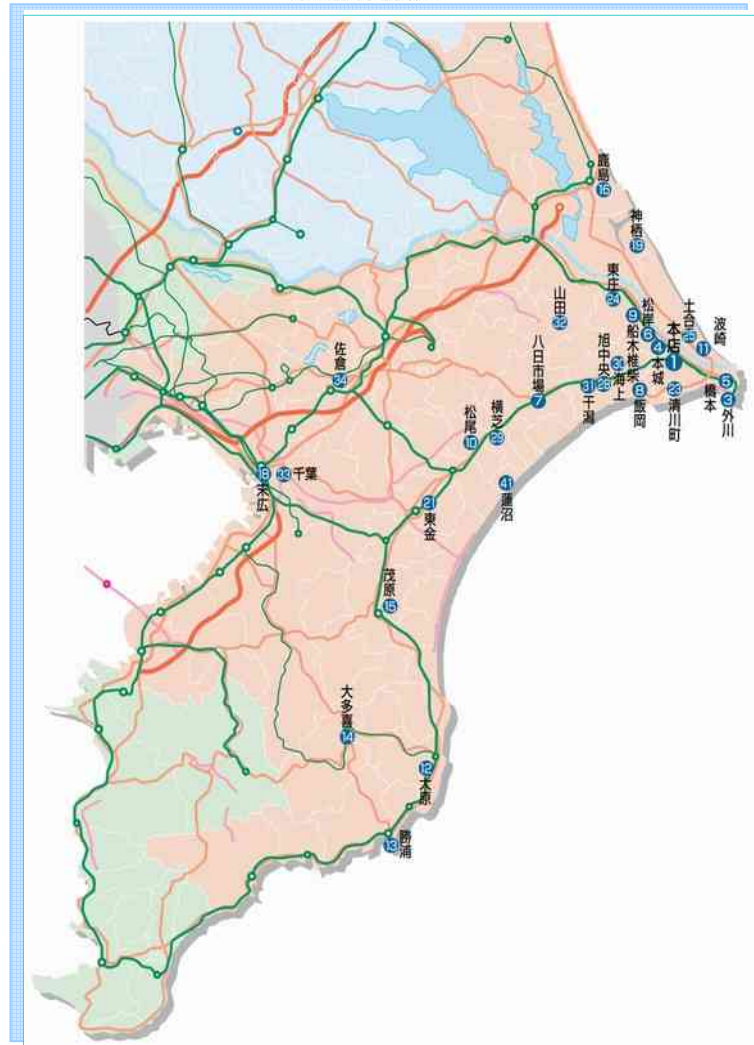 鹿島
16
神栖
19
東庄
24
山田
32
松岸
9
6
船木椎柴
土合
25
波崎
11
本店
1
4
本城
橋本
5
3
外川
23
清川町
8
飯岡
30
海上
旭中央
28
31
干潟
八日市場
7
佐倉
34
横芝
29
松尾
10
41
蓮沼
21
東金
18
末広
33
千葉
茂原
15
大多喜
14
12
大原
13
勝浦